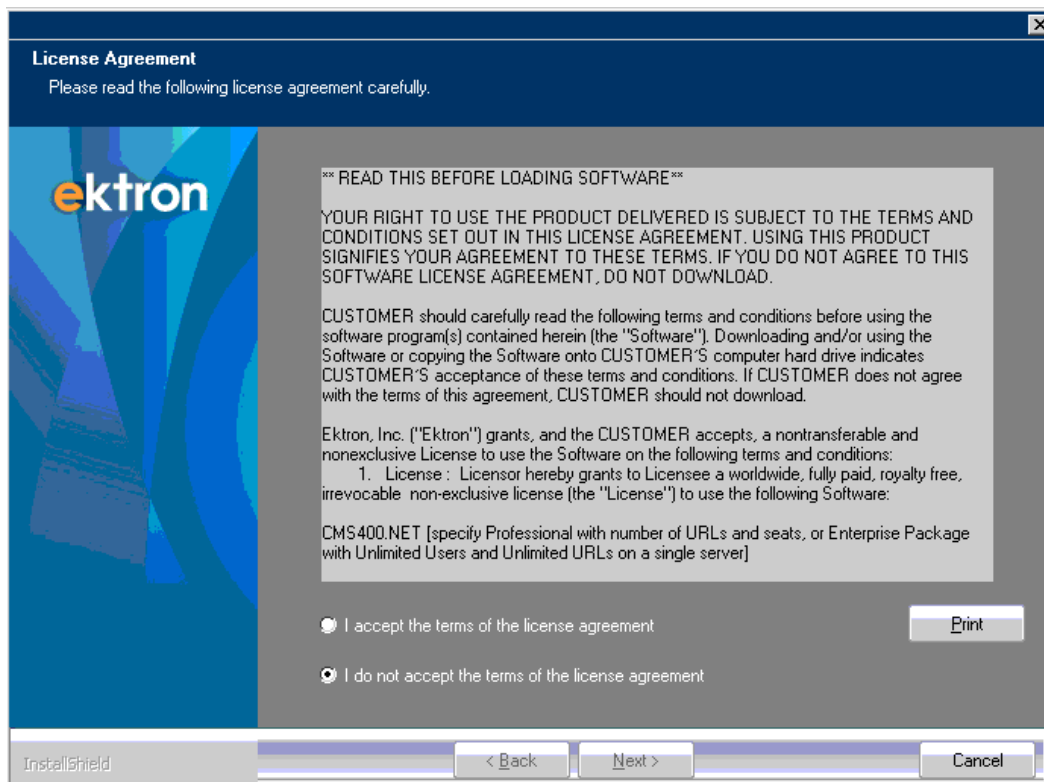 License Agreement
Please read the following license agreement carefully.
ektron
** READ THIS BEFORE LOADING SOFTWARE**
YOUR RIGHT TO USE THE PRODUCT DELIVERED IS SUBJECT TO THE TERMS AND
CONDITIONS SET OUT IN THIS LICENSE AGREEMENT. USING THIS PRODUCT
SIGNIFIES YOUR AGREEMENT TO THESE TERMS. IF YOU DO NOT AGREE TO THIS
SOFTWARE LICENSE AGREEMENT, DO NOT DOWNLOAD.
CUSTOMER should carefully read the following terms and conditions before using the
software program(s) contained herein (the "Software"). Downloading and/or using the
Software or copying the Software onto CUSTOMER'S computer hard drive indicates
CUSTOMER'S acceptance of these terms and conditions. If CUSTOMER does not agree
with the terms of this agreement, CUSTOMER should not download.
Ektron, Inc. ("Ektron") grants, and the CUSTOMER accepts, a nontransferable and
nonexclusive License to use the Software on the following terms and conditions:
1. License : Licensor hereby grants to Licensee a worldwide, fully paid, royalty free,
irrevocable non-exclusive license (the "License") to use the following Software:
CMS400.NET [specify Professional with number of URLs and seats, or Enterprise Package
with Unlimited Users and Unlimited URLs on a single server]
I accept the terms of the license agreement
Print
I do not accept the terms of the license agreement
InstallShield
< Back
Next >
Cancel